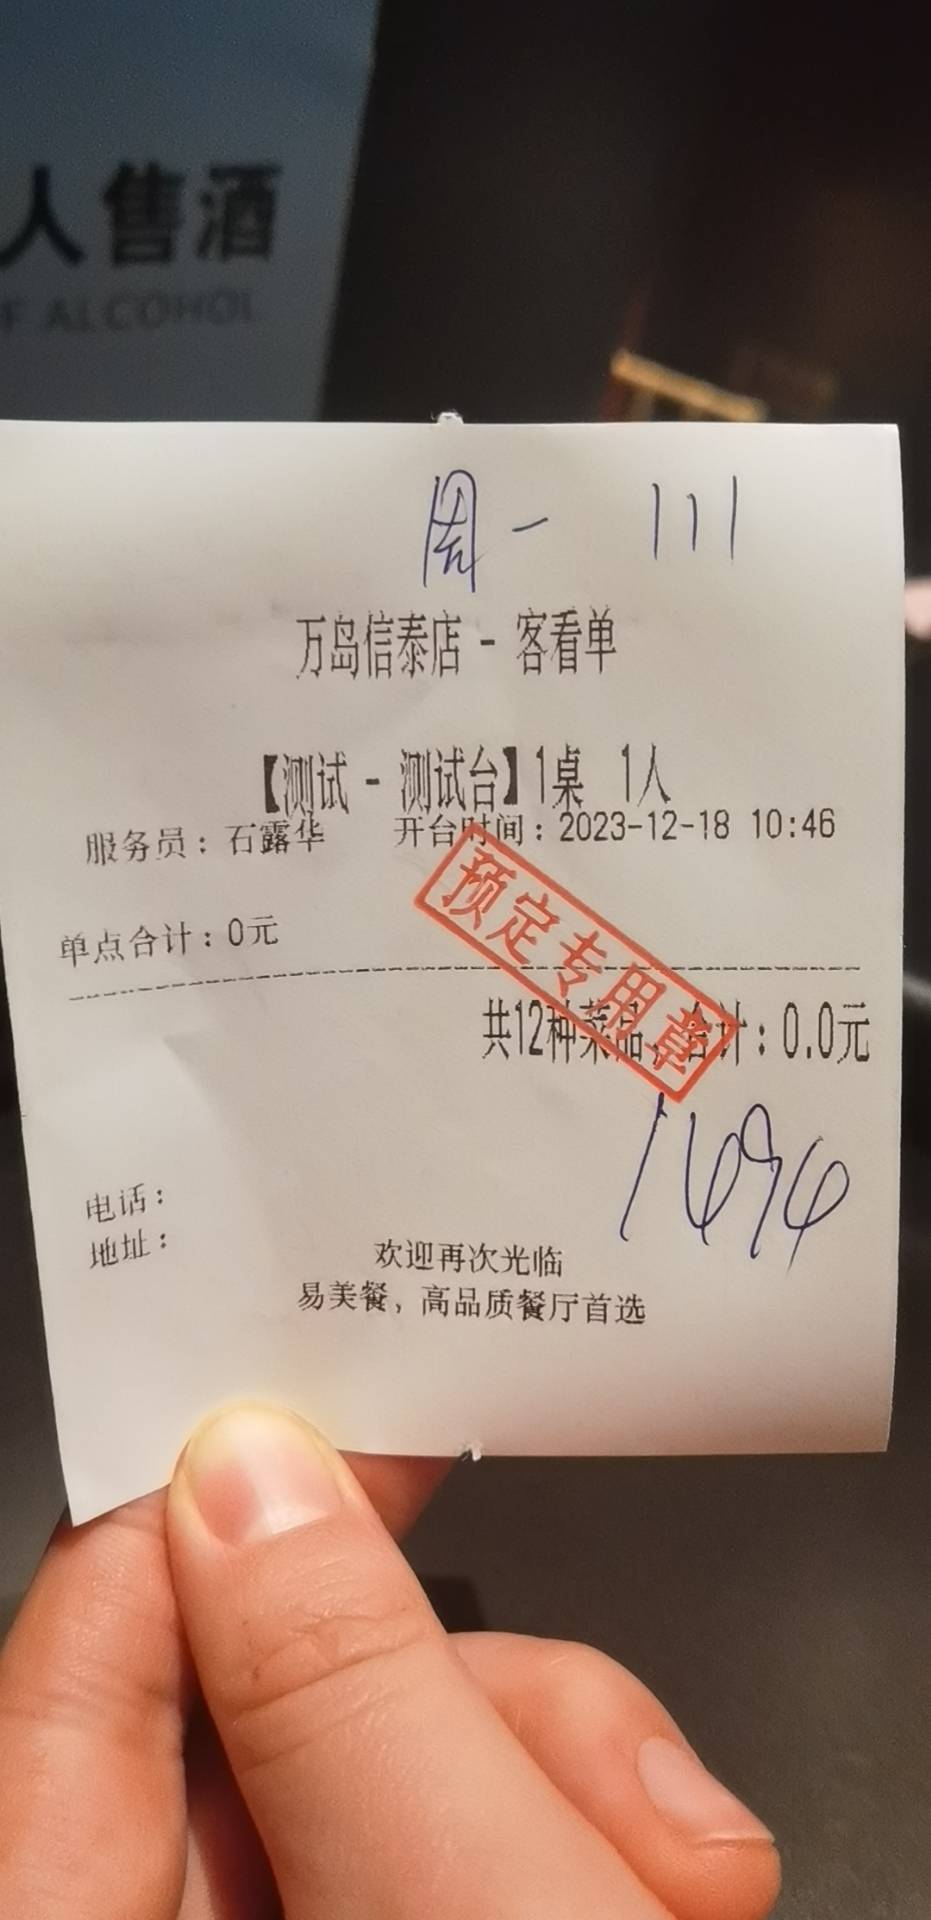 人售酒
F ALCOHOL
周一 111
万岛信泰店 - 客看单
【测试 - 测试台】1桌 1人
服务员：石露华 开台时间：2023-12-18 10:46
单点合计：0元
预定专用章
共12种菜品，合计：0.0元
1694
电话：
地址：
欢迎再次光临
易美餐，高品质餐厅首选